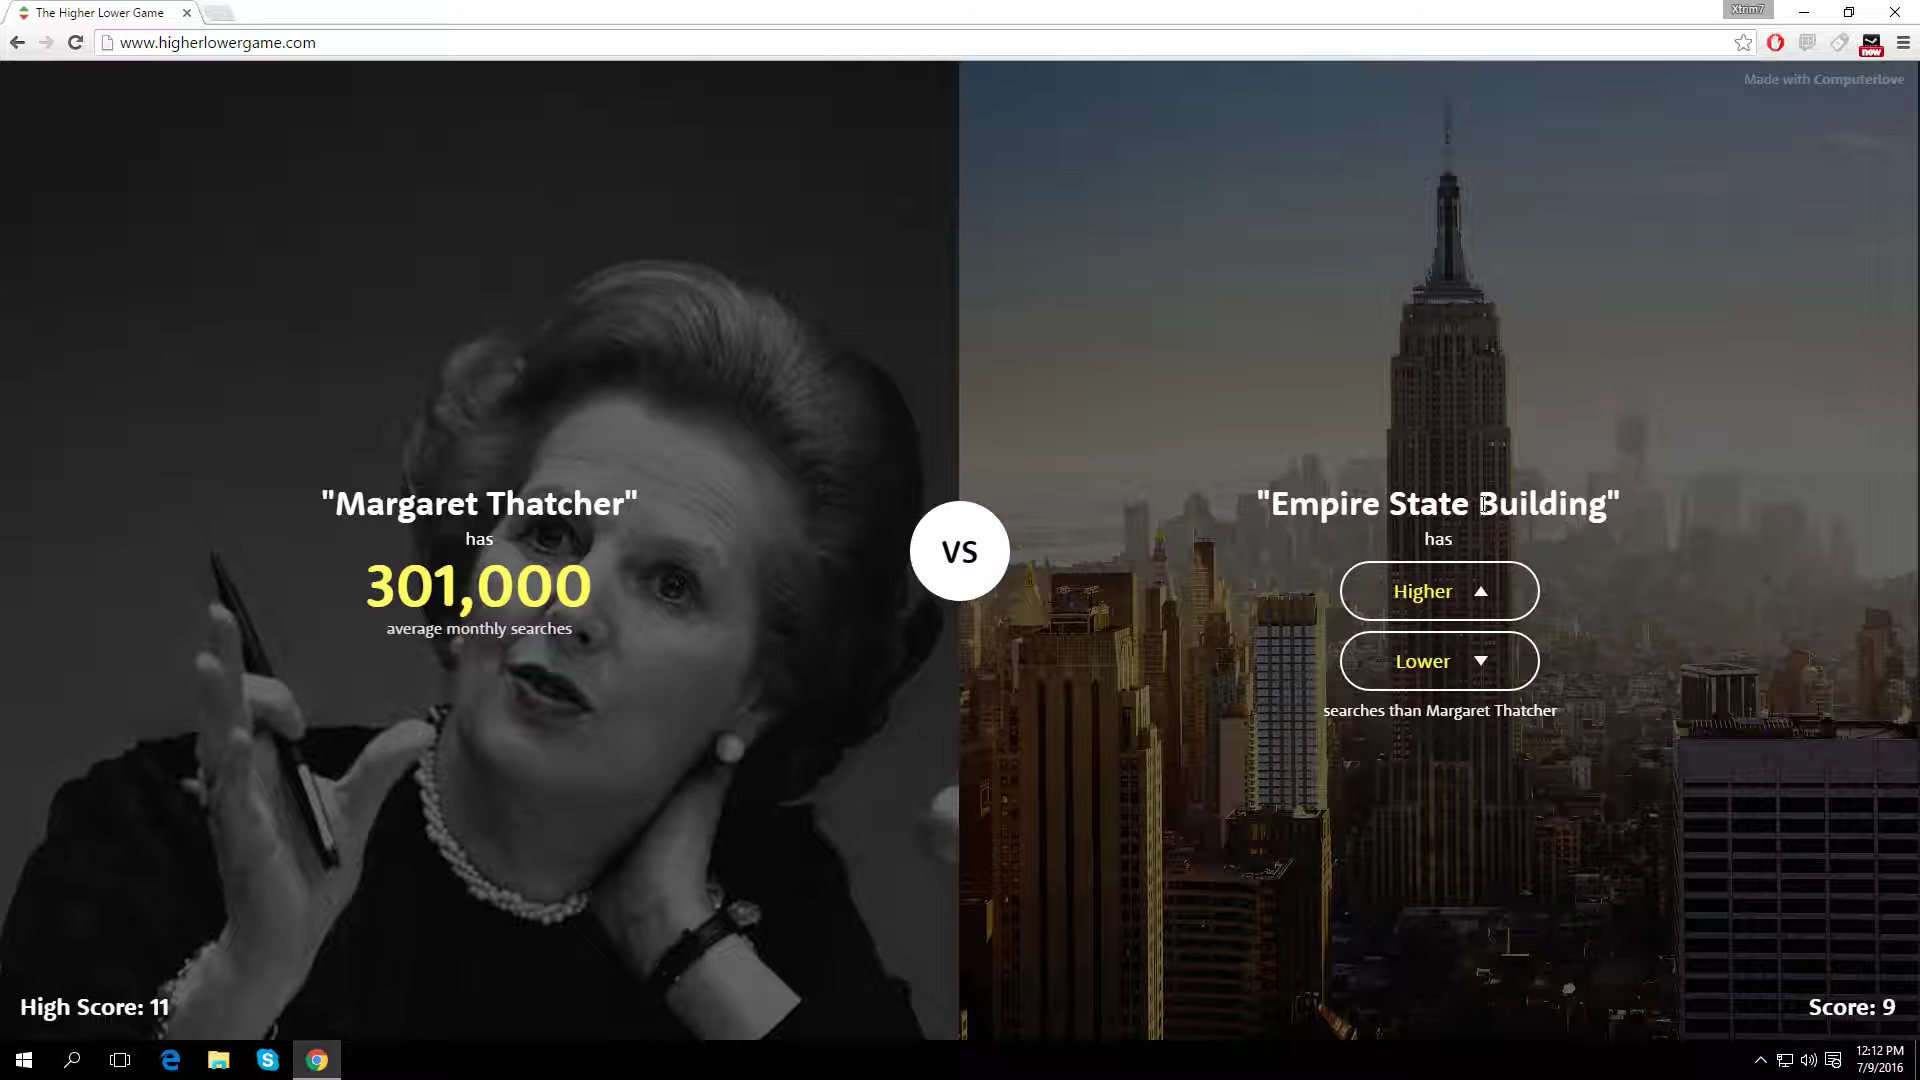 The Higher Lower Game
Xtrim7
www.higherlowergame.com
new
Made with Computerlove
"Margaret Thatcher"
has
301,000
average monthly searches
VS
"Empire State Building"
has
Higher
Lower
searches than Margaret Thatcher
High Score: 11
Score: 9
12:12 PM
7/9/2016